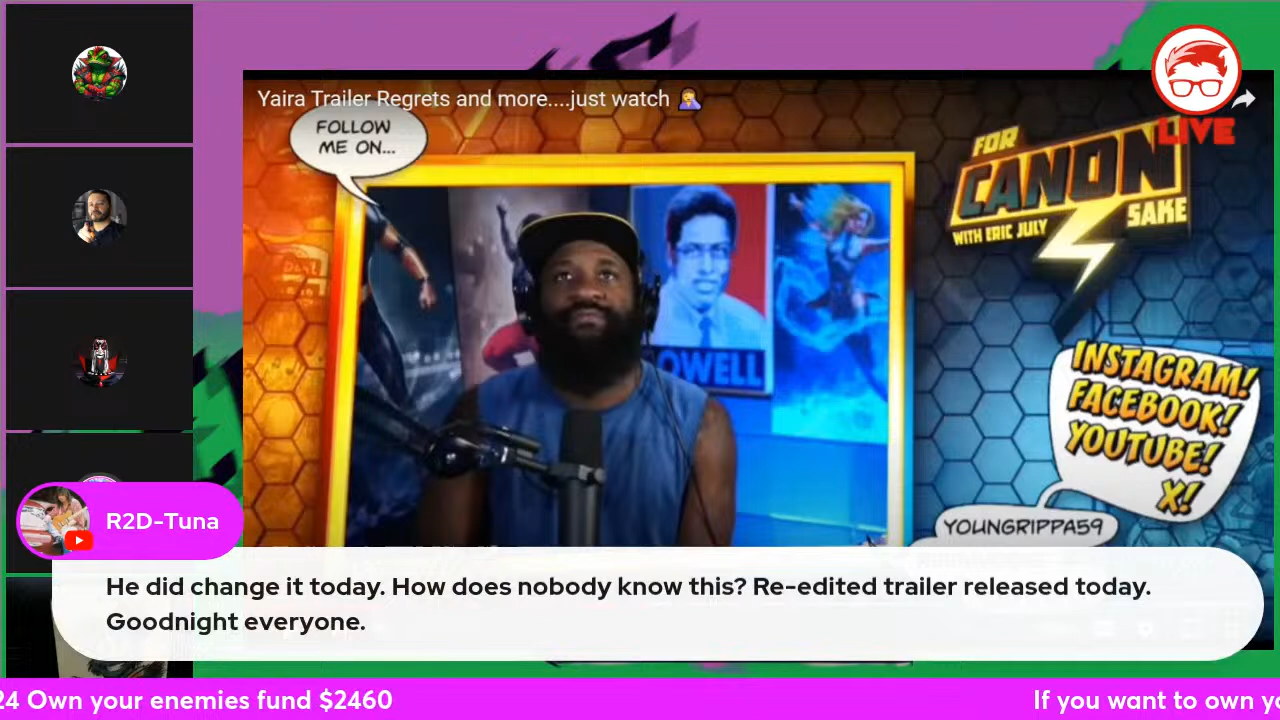 Yaira Trailer Regrets and more....just watch 🤦
LIVE
FOLLOW
ME ON...
FOR
CANON
SAKE
WITH ERIC JULY
OWELL
INSTAGRAM!
FACEBOOK!
YOUTUBE!
X!
YOUNGRIPPA59
R2D-Tuna
He did change it today. How does nobody know this? Re-edited trailer released today.
Goodnight everyone.
24 Own your enemies fund $2460
If you want to own yo